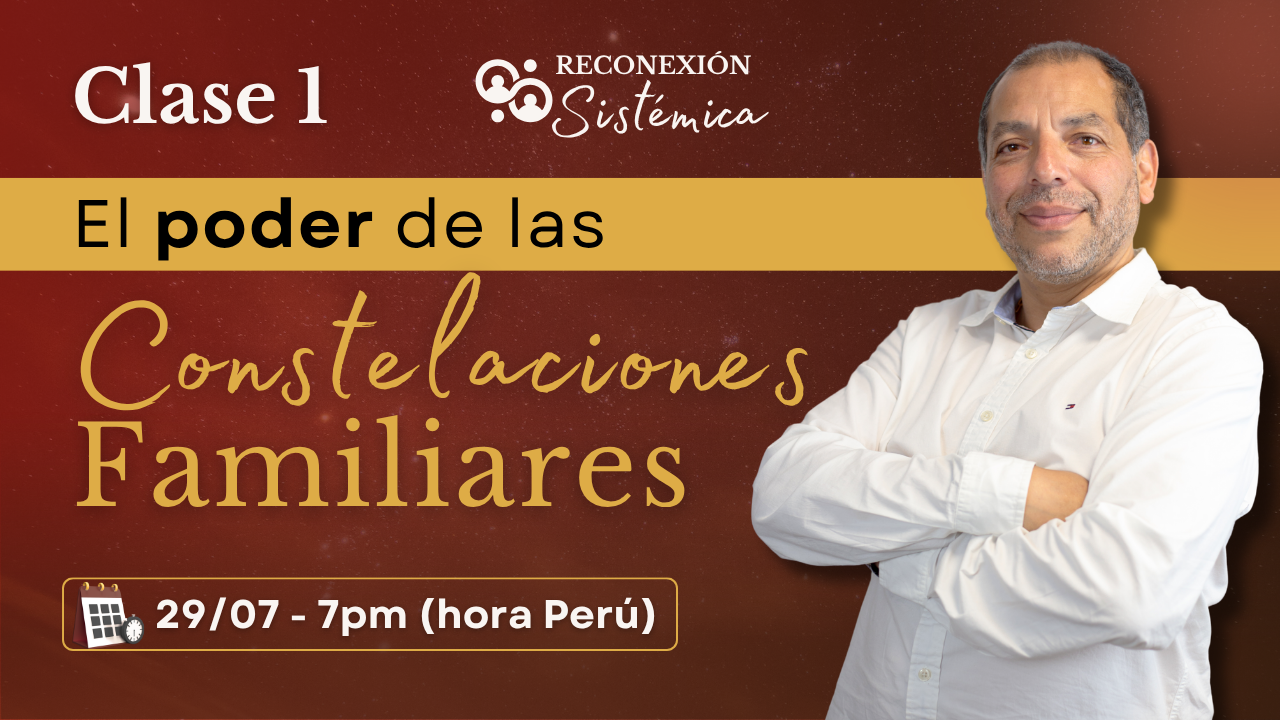 Clase 1
RECONEXIÓN
Sistémica
El poder de las
Constelaciones
Familiares
29/07 - 7pm (hora Perú)